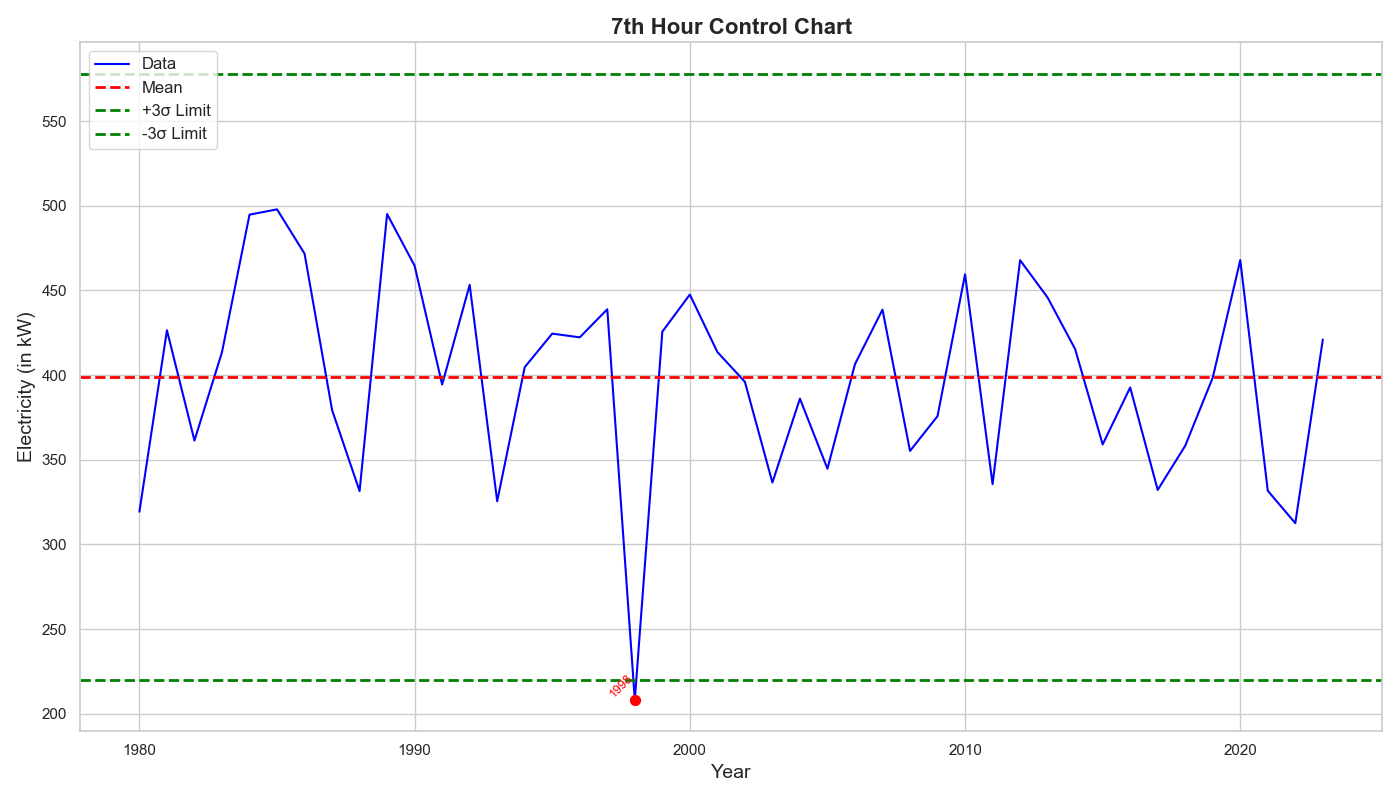 7th Hour Control Chart
Data
Mean
+3σ Limit
-3σ Limit
Electricity (in kW)
550
500
450
400
350
300
250
200
1998
1980
1990
2000
2010
2020
Year